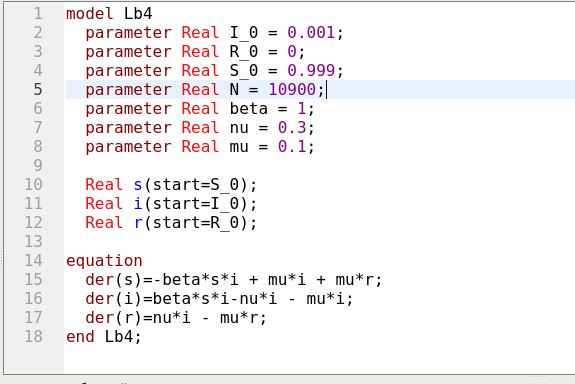 1 model Lb4
2   parameter Real I_0 = 0.001;
3   parameter Real R_0 = 0;
4   parameter Real S_0 = 0.999;
5   parameter Real N = 10900;
6   parameter Real beta = 1;
7   parameter Real nu = 0.3;
8   parameter Real mu = 0.1;
9
10   Real s(start=S_0);
11   Real i(start=I_0);
12   Real r(start=R_0);
13
14 equation
15   der(s)=-beta*s*i + mu*i + mu*r;
16   der(i)=beta*s*i-nu*i - mu*i;
17   der(r)=nu*i - mu*r;
18 end Lb4;